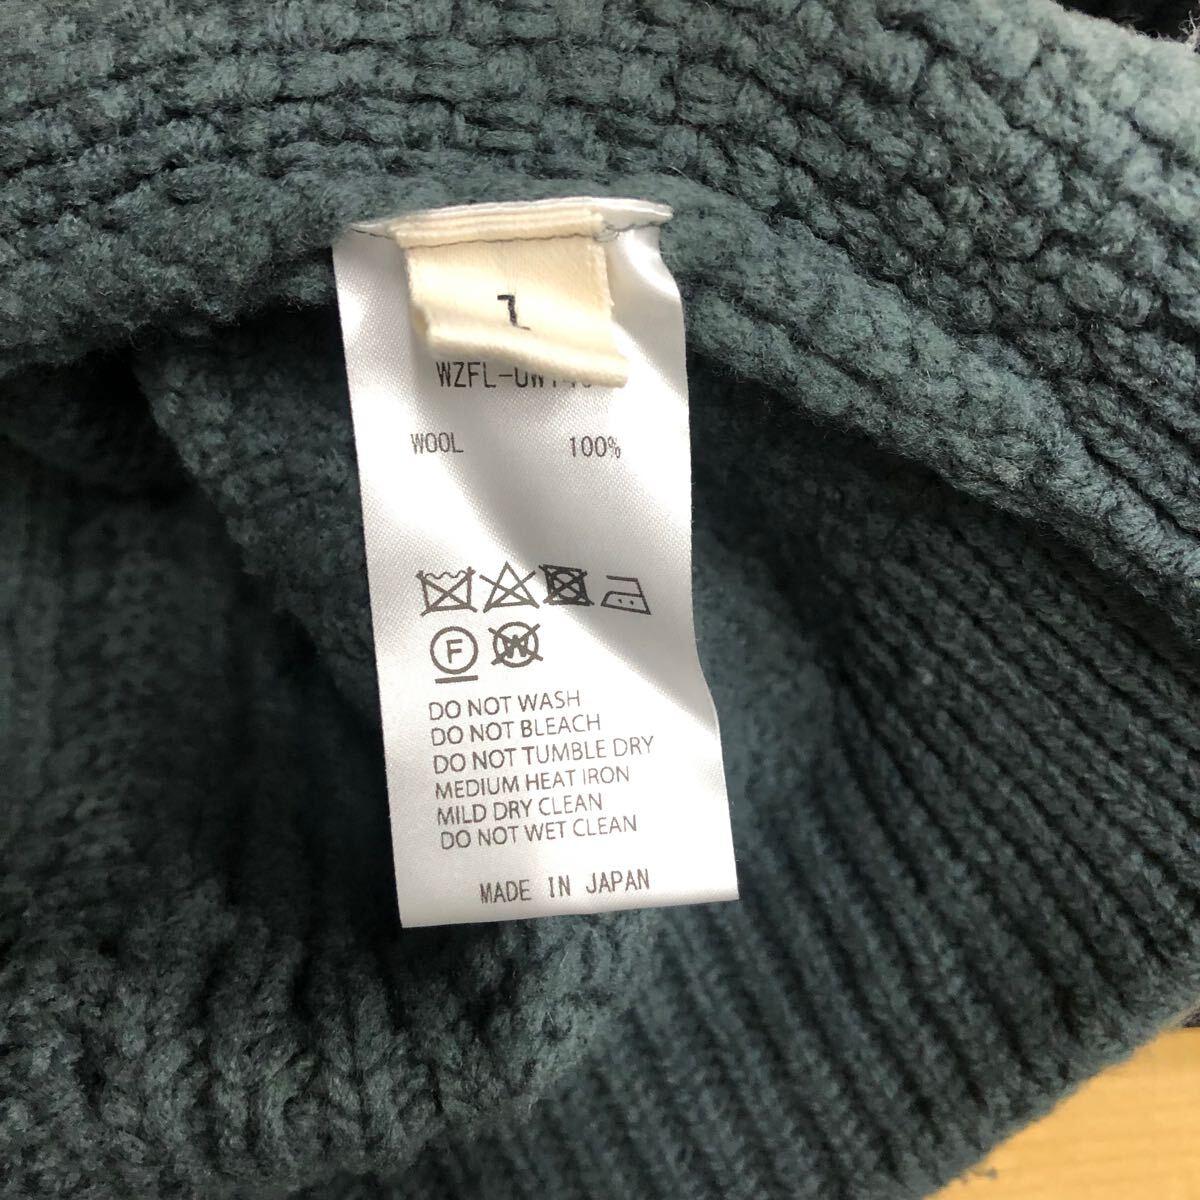 WOOL 100%
F
W
DO NOT WASH
DO NOT BLEACH
DO NOT TUMBLE DRY
MEDIUM HEAT IRON
MILD DRY CLEAN
DO NOT WET CLEAN
MADE IN JAPAN